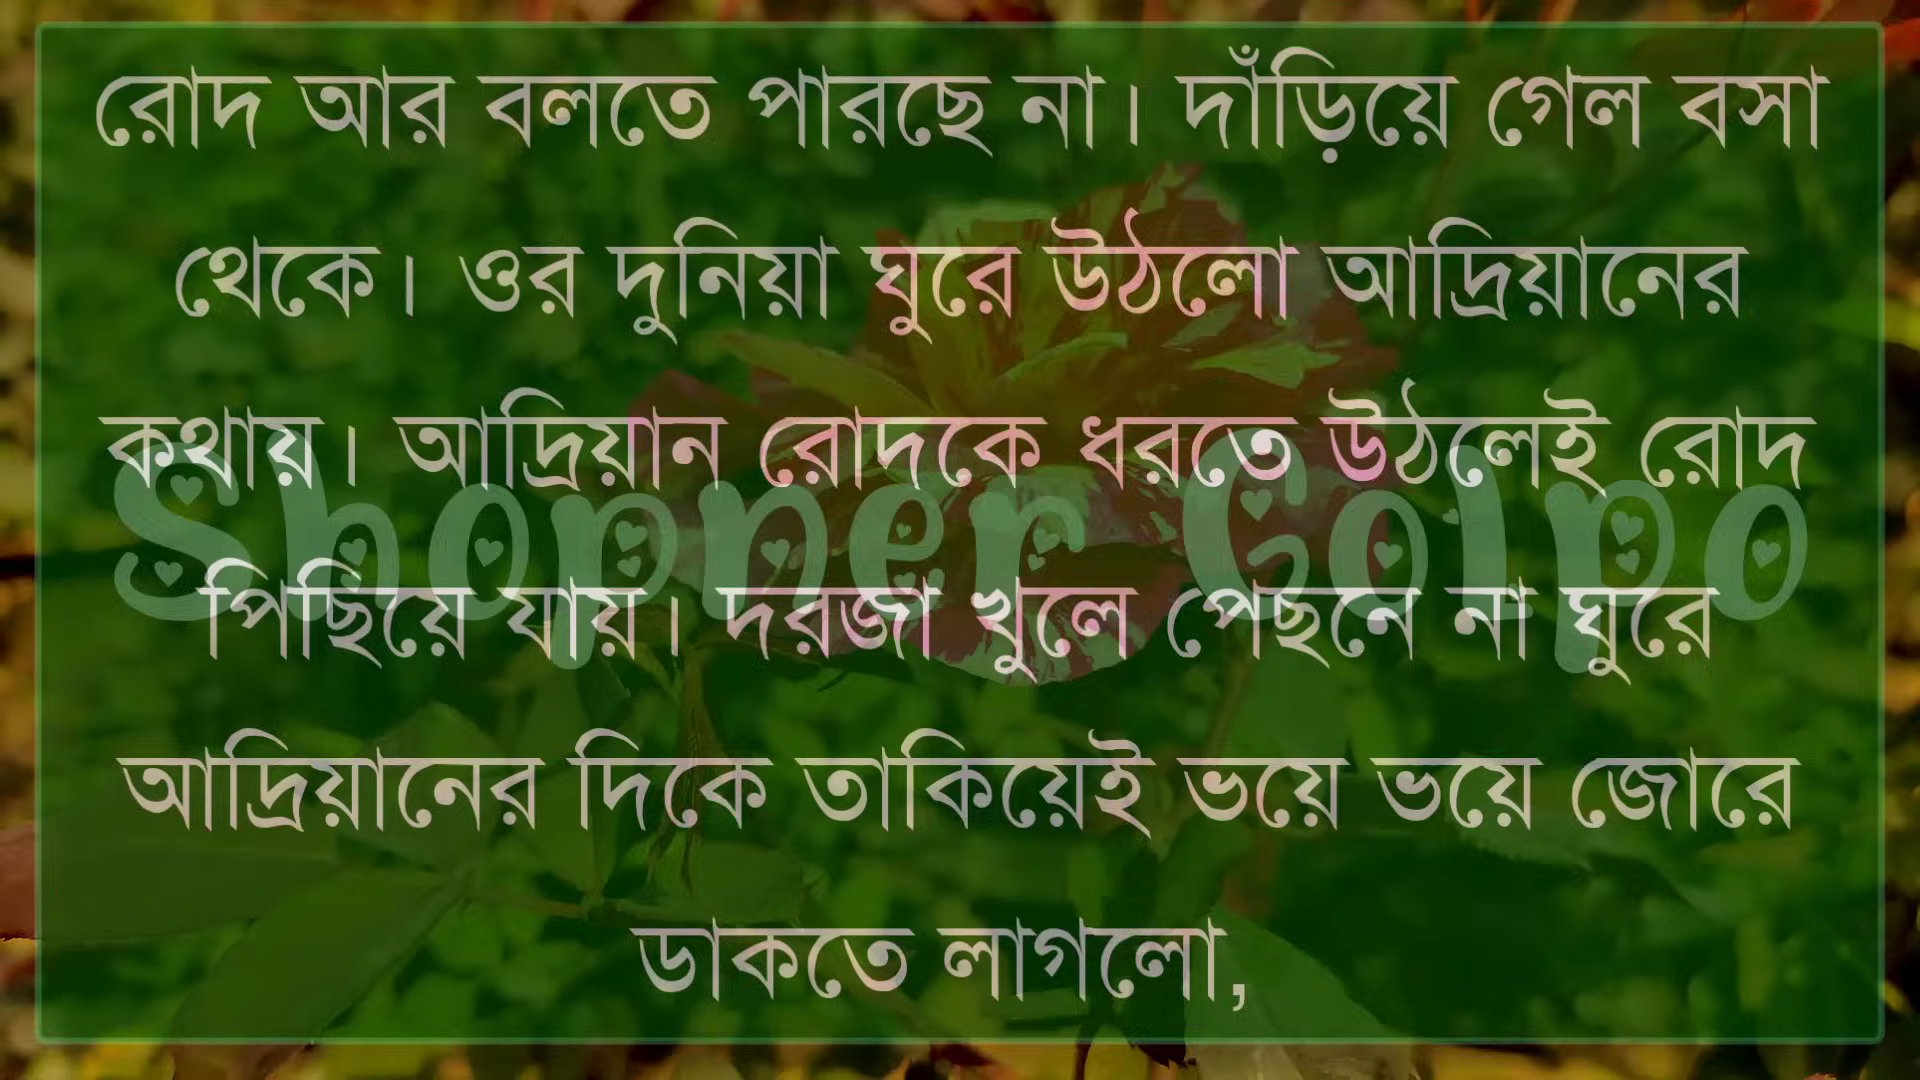 রোদ আর বলতে পারছে না। দাঁড়িয়ে গেল বসা
থেকে। ওর দুনিয়া ঘুরে উঠলো আদ্রিয়ানের
কথায়। আদ্রিয়ান রোদকে ধরতে উঠলেই রোদ
Shopner Golpo
পিছিয়ে যায়। দরজা খুলে পেছনে না ঘুরে
আদ্রিয়ানের দিকে তাকিয়েই ভয়ে ভয়ে জোরে
ডাকতে লাগলো,